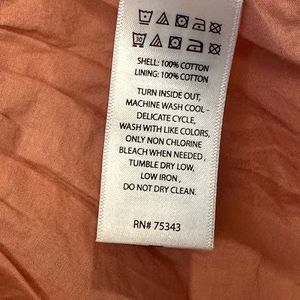 SHELL: 100% COTTON
LINING: 100% COTTON
TURN INSIDE OUT,
MACHINE WASH COOL -
DELICATE CYCLE,
WASH WITH LIKE COLORS,
ONLY NON CHLORINE
BLEACH WHEN NEEDED ,
TUMBLE DRY LOW,
LOW IRON ,
DO NOT DRY CLEAN.
RN# 75343